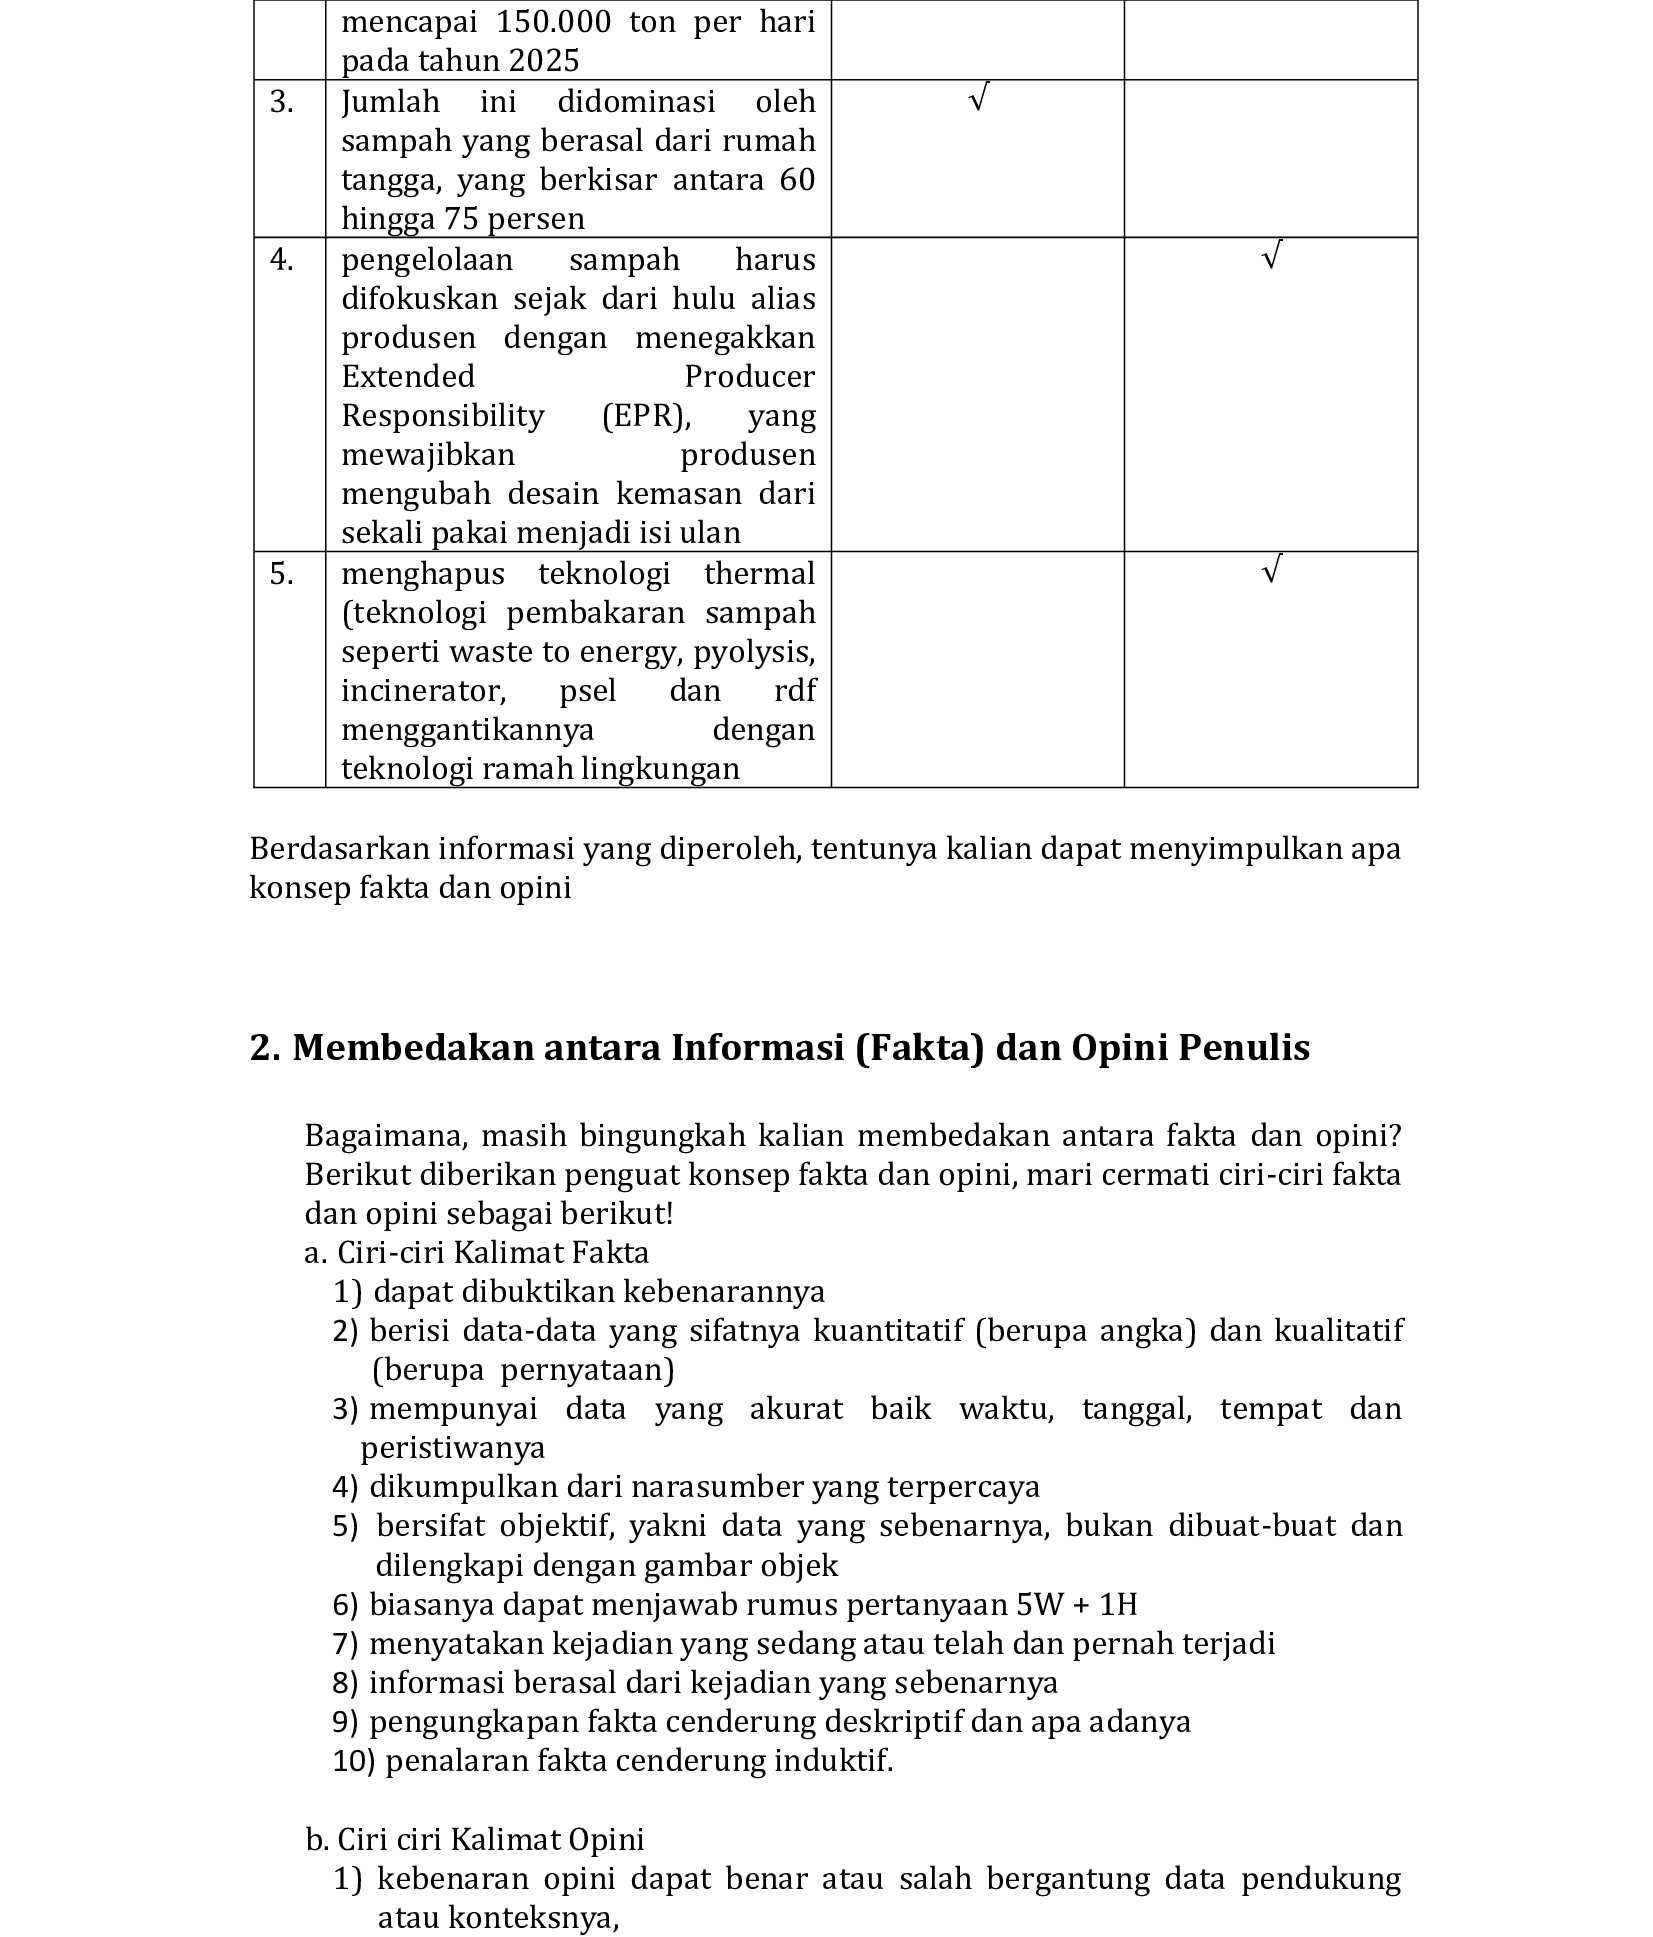 mencapai 150.000 ton per hari
pada tahun 2025
3. Jumlah ini didominasi oleh √
sampah yang berasal dari rumah
tangga, yang berkisar antara 60
hingga 75 persen
4. pengelolaan sampah harus √
difokuskan sejak dari hulu alias
produsen dengan menegakkan
Extended Producer
Responsibility (EPR), yang
mewajibkan produsen
mengubah desain kemasan dari
sekali pakai menjadi isi ulan
5. menghapus teknologi thermal √
(teknologi pembakaran sampah
seperti waste to energy, pyolysis,
incinerator, psel dan rdf
menggantikannya dengan
teknologi ramah lingkungan
Berdasarkan informasi yang diperoleh, tentunya kalian dapat menyimpulkan apa
konsep fakta dan opini
2. Membedakan antara Informasi (Fakta) dan Opini Penulis
Bagaimana, masih bingungkah kalian membedakan antara fakta dan opini?
Berikut diberikan penguat konsep fakta dan opini, mari cermati ciri-ciri fakta
dan opini sebagai berikut!
a. Ciri-ciri Kalimat Fakta
1) dapat dibuktikan kebenarannya
2) berisi data-data yang sifatnya kuantitatif (berupa angka) dan kualitatif
(berupa pernyataan)
3) mempunyai data yang akurat baik waktu, tanggal, tempat dan
peristiwanya
4) dikumpulkan dari narasumber yang terpercaya
5) bersifat objektif, yakni data yang sebenarnya, bukan dibuat-buat dan
dilengkapi dengan gambar objek
6) biasanya dapat menjawab rumus pertanyaan 5W + 1H
7) menyatakan kejadian yang sedang atau telah dan pernah terjadi
8) informasi berasal dari kejadian yang sebenarnya
9) pengungkapan fakta cenderung deskriptif dan apa adanya
10) penalaran fakta cenderung induktif.
b. Ciri ciri Kalimat Opini
1) kebenaran opini dapat benar atau salah bergantung data pendukung
atau konteksnya,